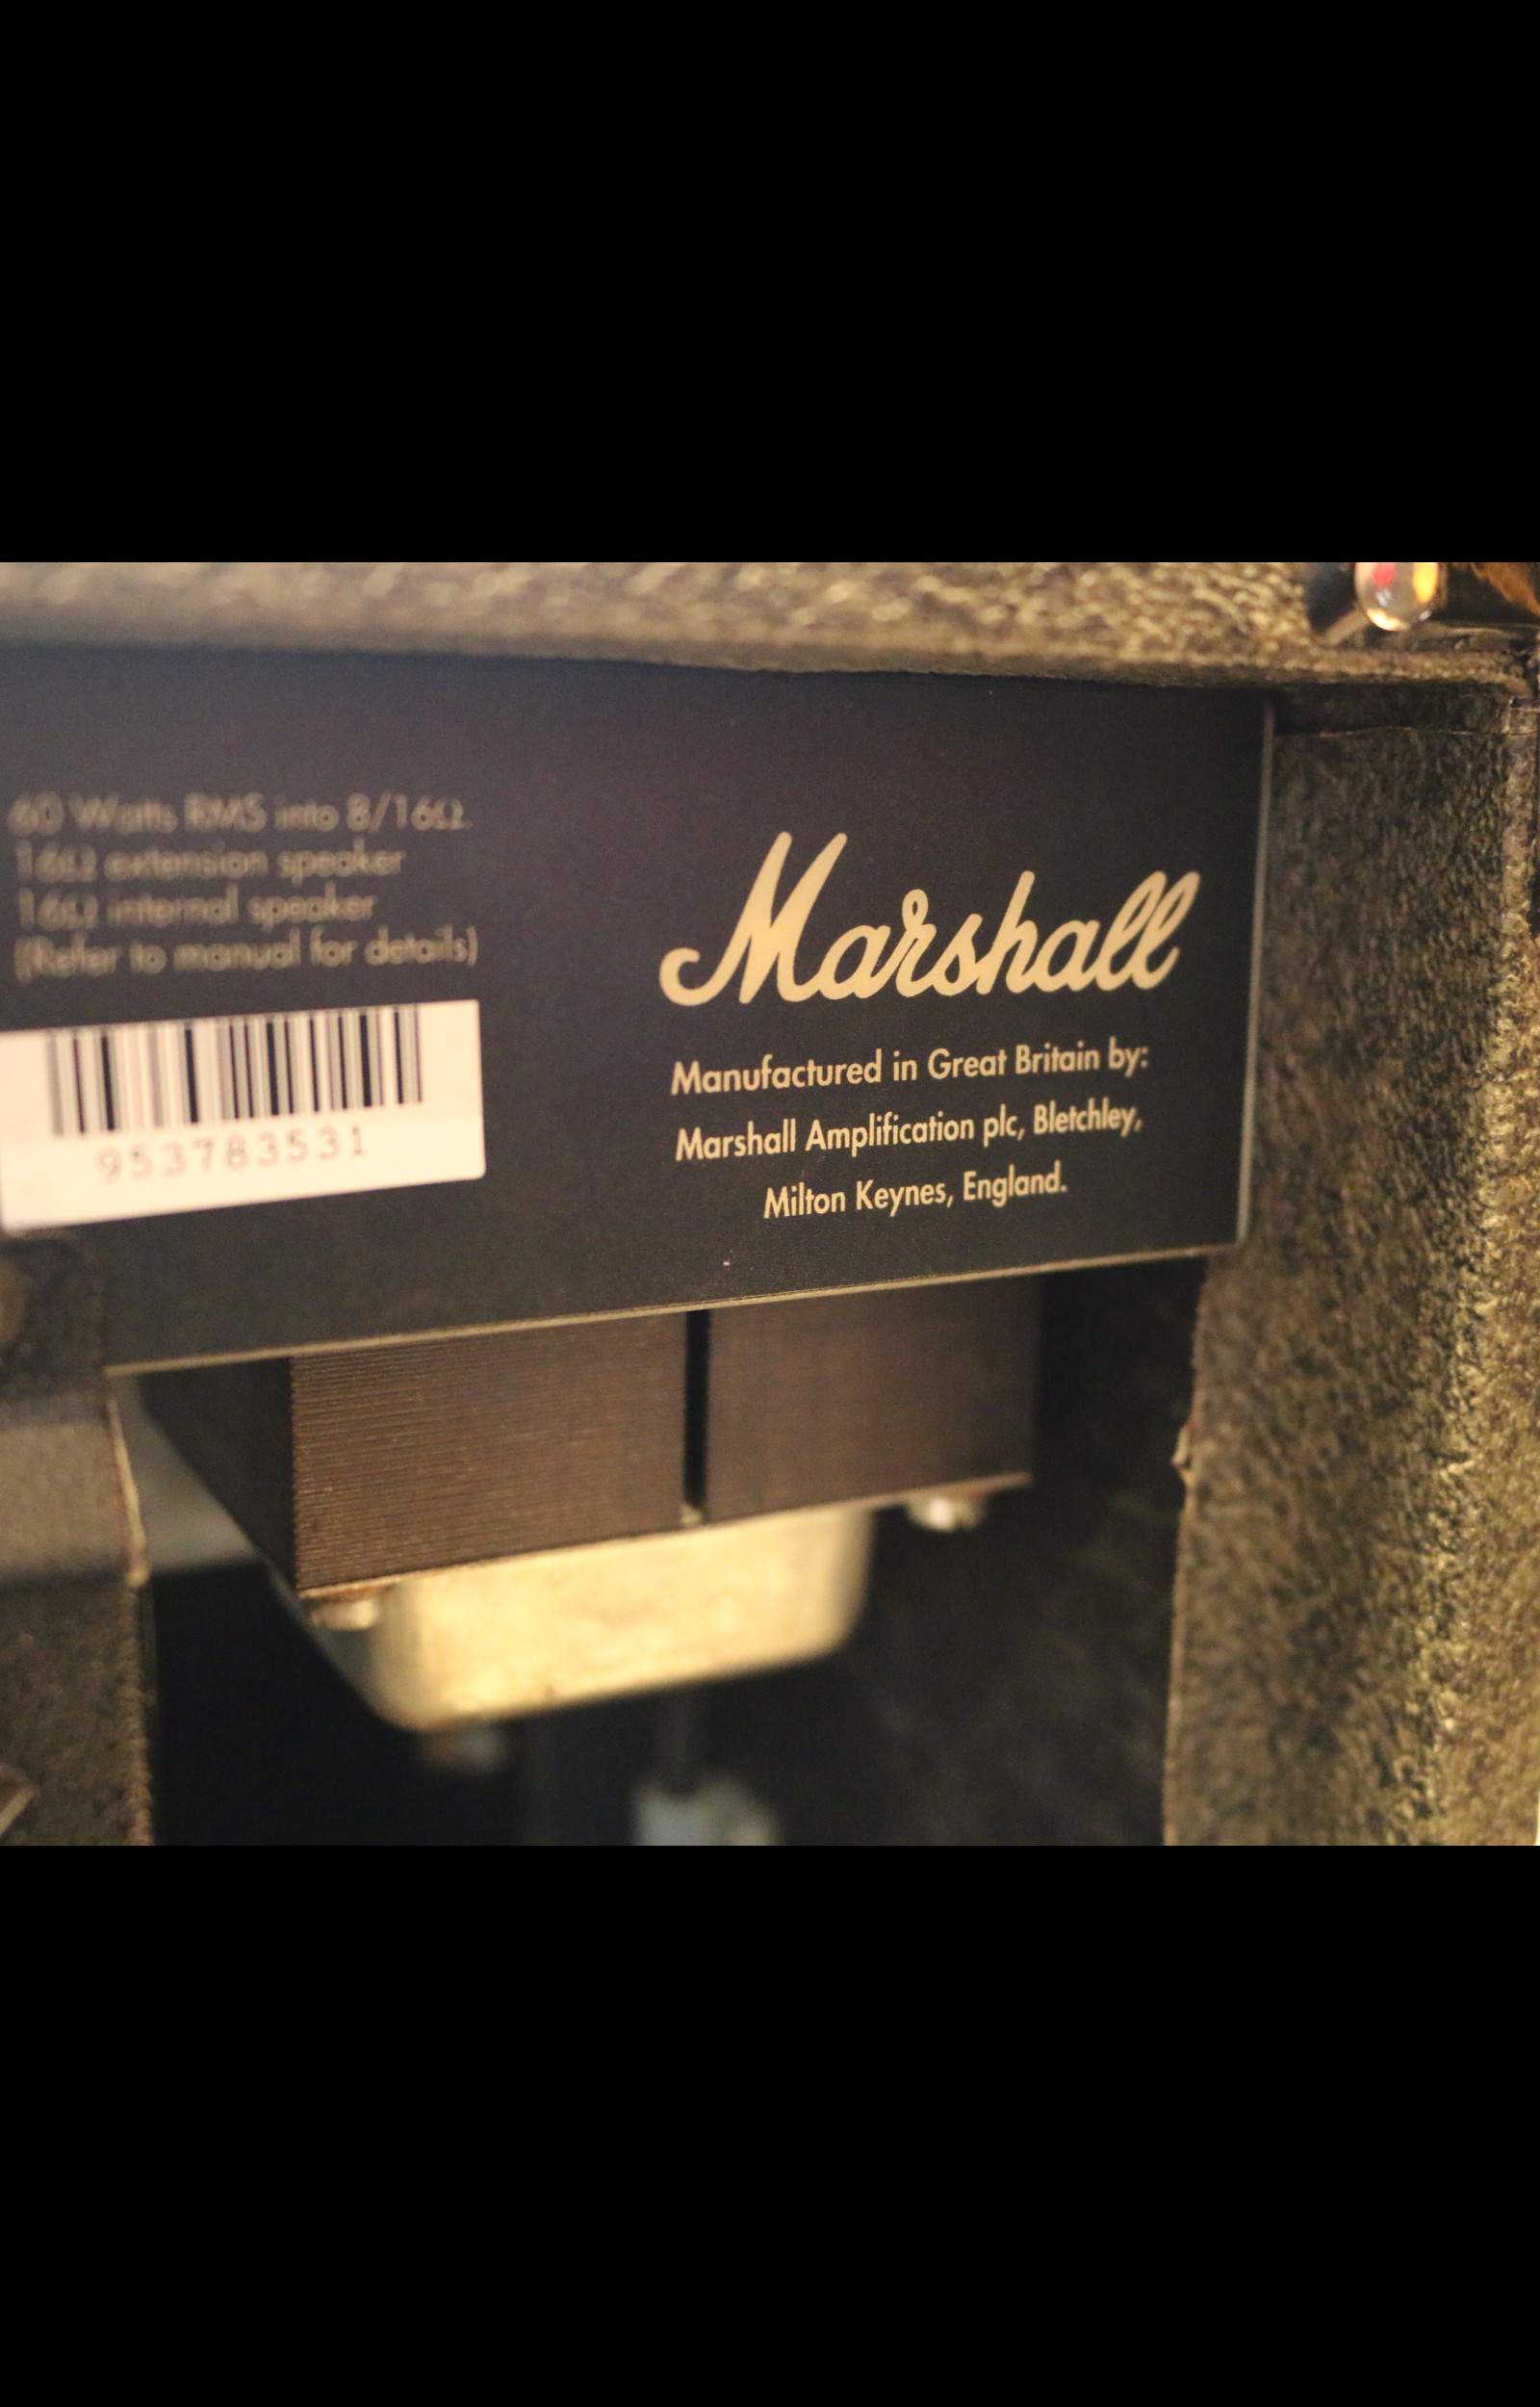 60 Watts RMS into 8/16Ω.
16Ω extension speaker
16Ω internal speaker
(Refer to manual for details)
953783531
Marshall
Manufactured in Great Britain by:
Marshall Amplification plc, Bletchley,
Milton Keynes, England.